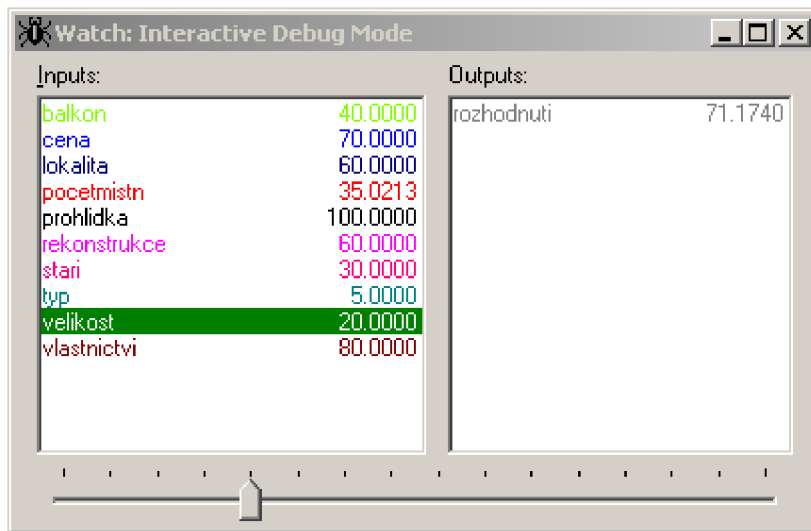 Watch: Interactive Debug Mode
Inputs:
balkon 40.0000
cena 70.0000
lokalita 60.0000
pocetmistn 35.0213
prohlidka 100.0000
rekonstrukce 60.0000
stari 30.0000
typ 5.0000
velikost 20.0000
vlastnictvi 80.0000
Outputs:
rozhodnuti 71.1740